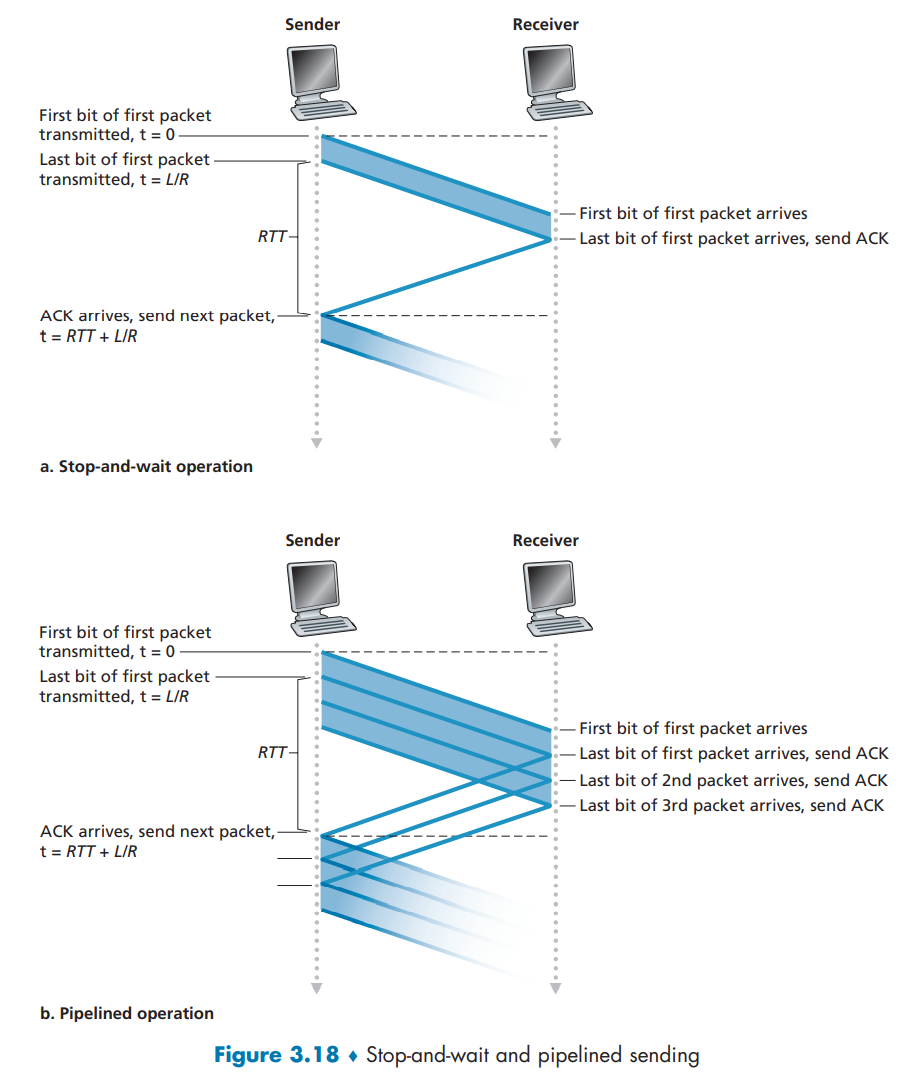 Sender
Receiver
First bit of first packet
transmitted, t = 0
Last bit of first packet
transmitted, t = L/R
First bit of first packet arrives
RTT
Last bit of first packet arrives, send ACK
ACK arrives, send next packet,
t = RTT + L/R
a. Stop-and-wait operation
Sender
Receiver
First bit of first packet
transmitted, t = 0
Last bit of first packet
transmitted, t = L/R
First bit of first packet arrives
RTT
Last bit of first packet arrives, send ACK
Last bit of 2nd packet arrives, send ACK
Last bit of 3rd packet arrives, send ACK
ACK arrives, send next packet,
t = RTT + L/R
b. Pipelined operation
Figure 3.18 ♦ Stop-and-wait and pipelined sending